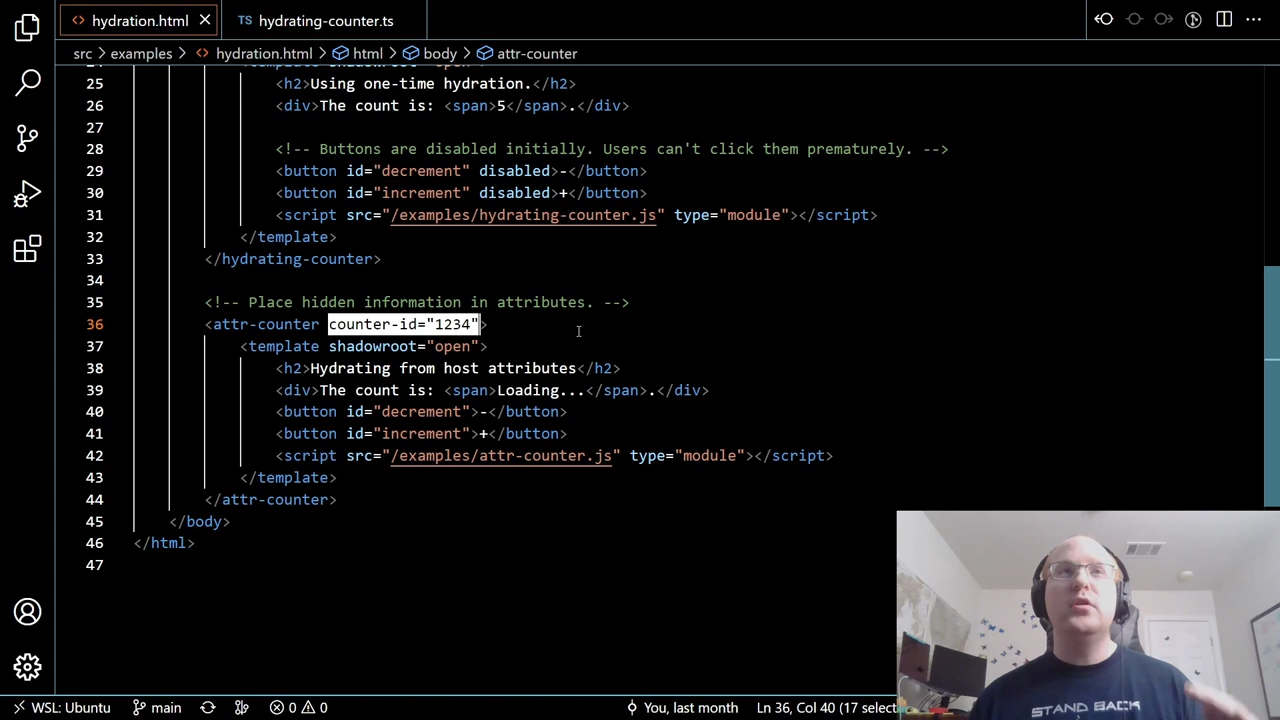 hydration.html
TS hydrating-counter.ts
src > examples > hydration.html > html > body > attr-counter
25 <h2>Using one-time hydration.</h2>
26 <div>The count is: <span>5</span>.</div>
27
28 <!-- Buttons are disabled initially. Users can't click them prematurely. -->
29 <button id="decrement" disabled>-</button>
30 <button id="increment" disabled>+</button>
31 <script src="/examples/hydrating-counter.js" type="module"></script>
32 </template>
33 </hydrating-counter>
34
35 <!-- Place hidden information in attributes. -->
36 <attr-counter counter-id="1234">
37 <template shadowroot="open">
38 <h2>Hydrating from host attributes</h2>
39 <div>The count is: <span>Loading...</span>.</div>
40 <button id="decrement">-</button>
41 <button id="increment">+</button>
42 <script src="/examples/attr-counter.js" type="module"></script>
43 </template>
44 </attr-counter>
45 </body>
46 </html>
47
STAND BACK
WSL: Ubuntu main 0 0 You, last month Ln 36, Col 40 (17 selec